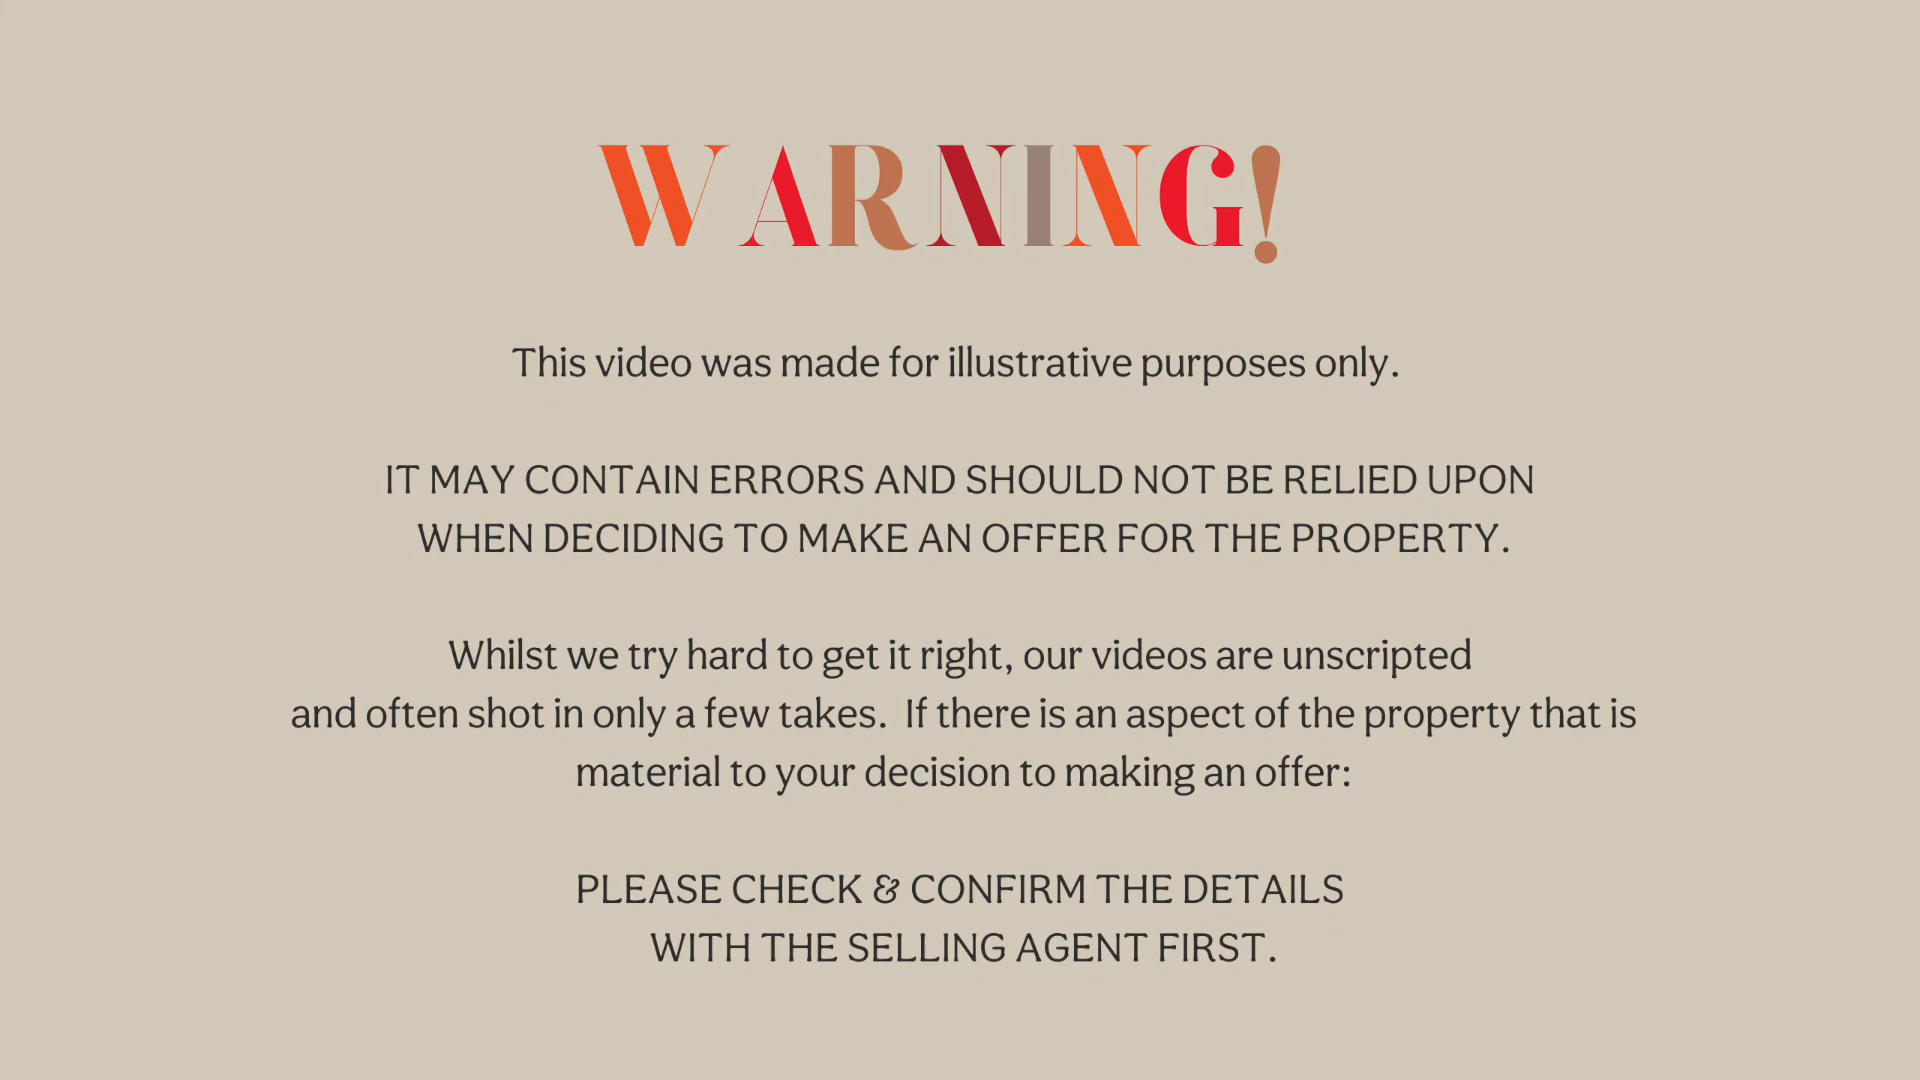 WARNING!
This video was made for illustrative purposes only.
IT MAY CONTAIN ERRORS AND SHOULD NOT BE RELIED UPON
WHEN DECIDING TO MAKE AN OFFER FOR THE PROPERTY.
Whilst we try hard to get it right, our videos are unscripted
and often shot in only a few takes.  If there is an aspect of the property that is
material to your decision to making an offer:
PLEASE CHECK & CONFIRM THE DETAILS
WITH THE SELLING AGENT FIRST.